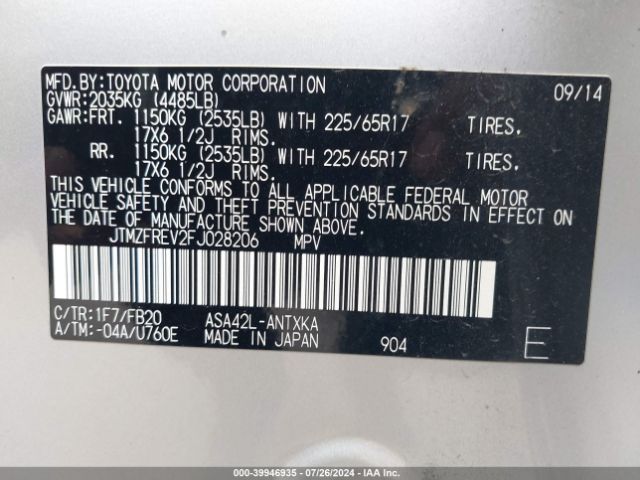 MFD.BY:TOYOTA MOTOR CORPORATION 09/14
GVWR:2035KG (4485LB)
GAWR:FRT. 1150KG (2535LB) WITH 225/65R17 TIRES.
17X6 1/2J RIMS.
RR. 1150KG (2535LB) WITH 225/65R17 TIRES.
17X6 1/2J RIMS.
THIS VEHICLE CONFORMS TO ALL APPLICABLE FEDERAL MOTOR
VEHICLE SAFETY AND THEFT PREVENTION STANDARDS IN EFFECT ON
THE DATE OF MANUFACTURE SHOWN ABOVE.
JTMZFREV2FJ028206 MPV
C/TR:1F7/FB20 ASA42L-ANTXKA
A/TM:-04A/U760E MADE IN JAPAN 904 E
000-39946935 - 07/26/2024 - IAAI.COM